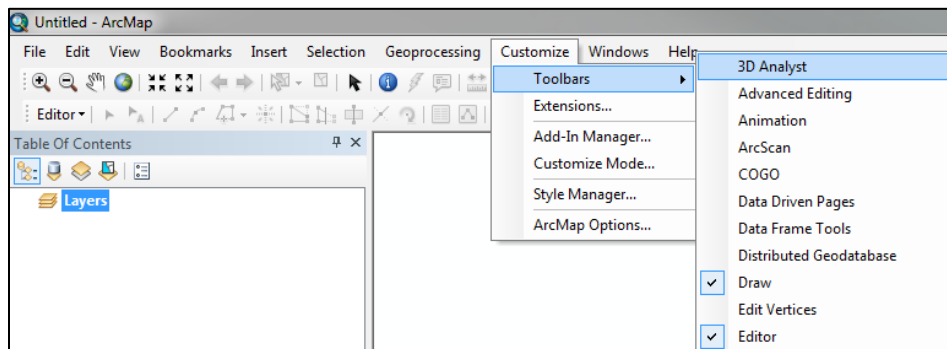 Untitled - ArcMap
File Edit View Bookmarks Insert Selection Geoprocessing Customize Windows Help
Editor
Table Of Contents
Layers
Toolbars
Extensions...
Add-In Manager...
Customize Mode...
Style Manager...
ArcMap Options...
3D Analyst
Advanced Editing
Animation
ArcScan
COGO
Data Driven Pages
Data Frame Tools
Distributed Geodatabase
Draw
Edit Vertices
Editor